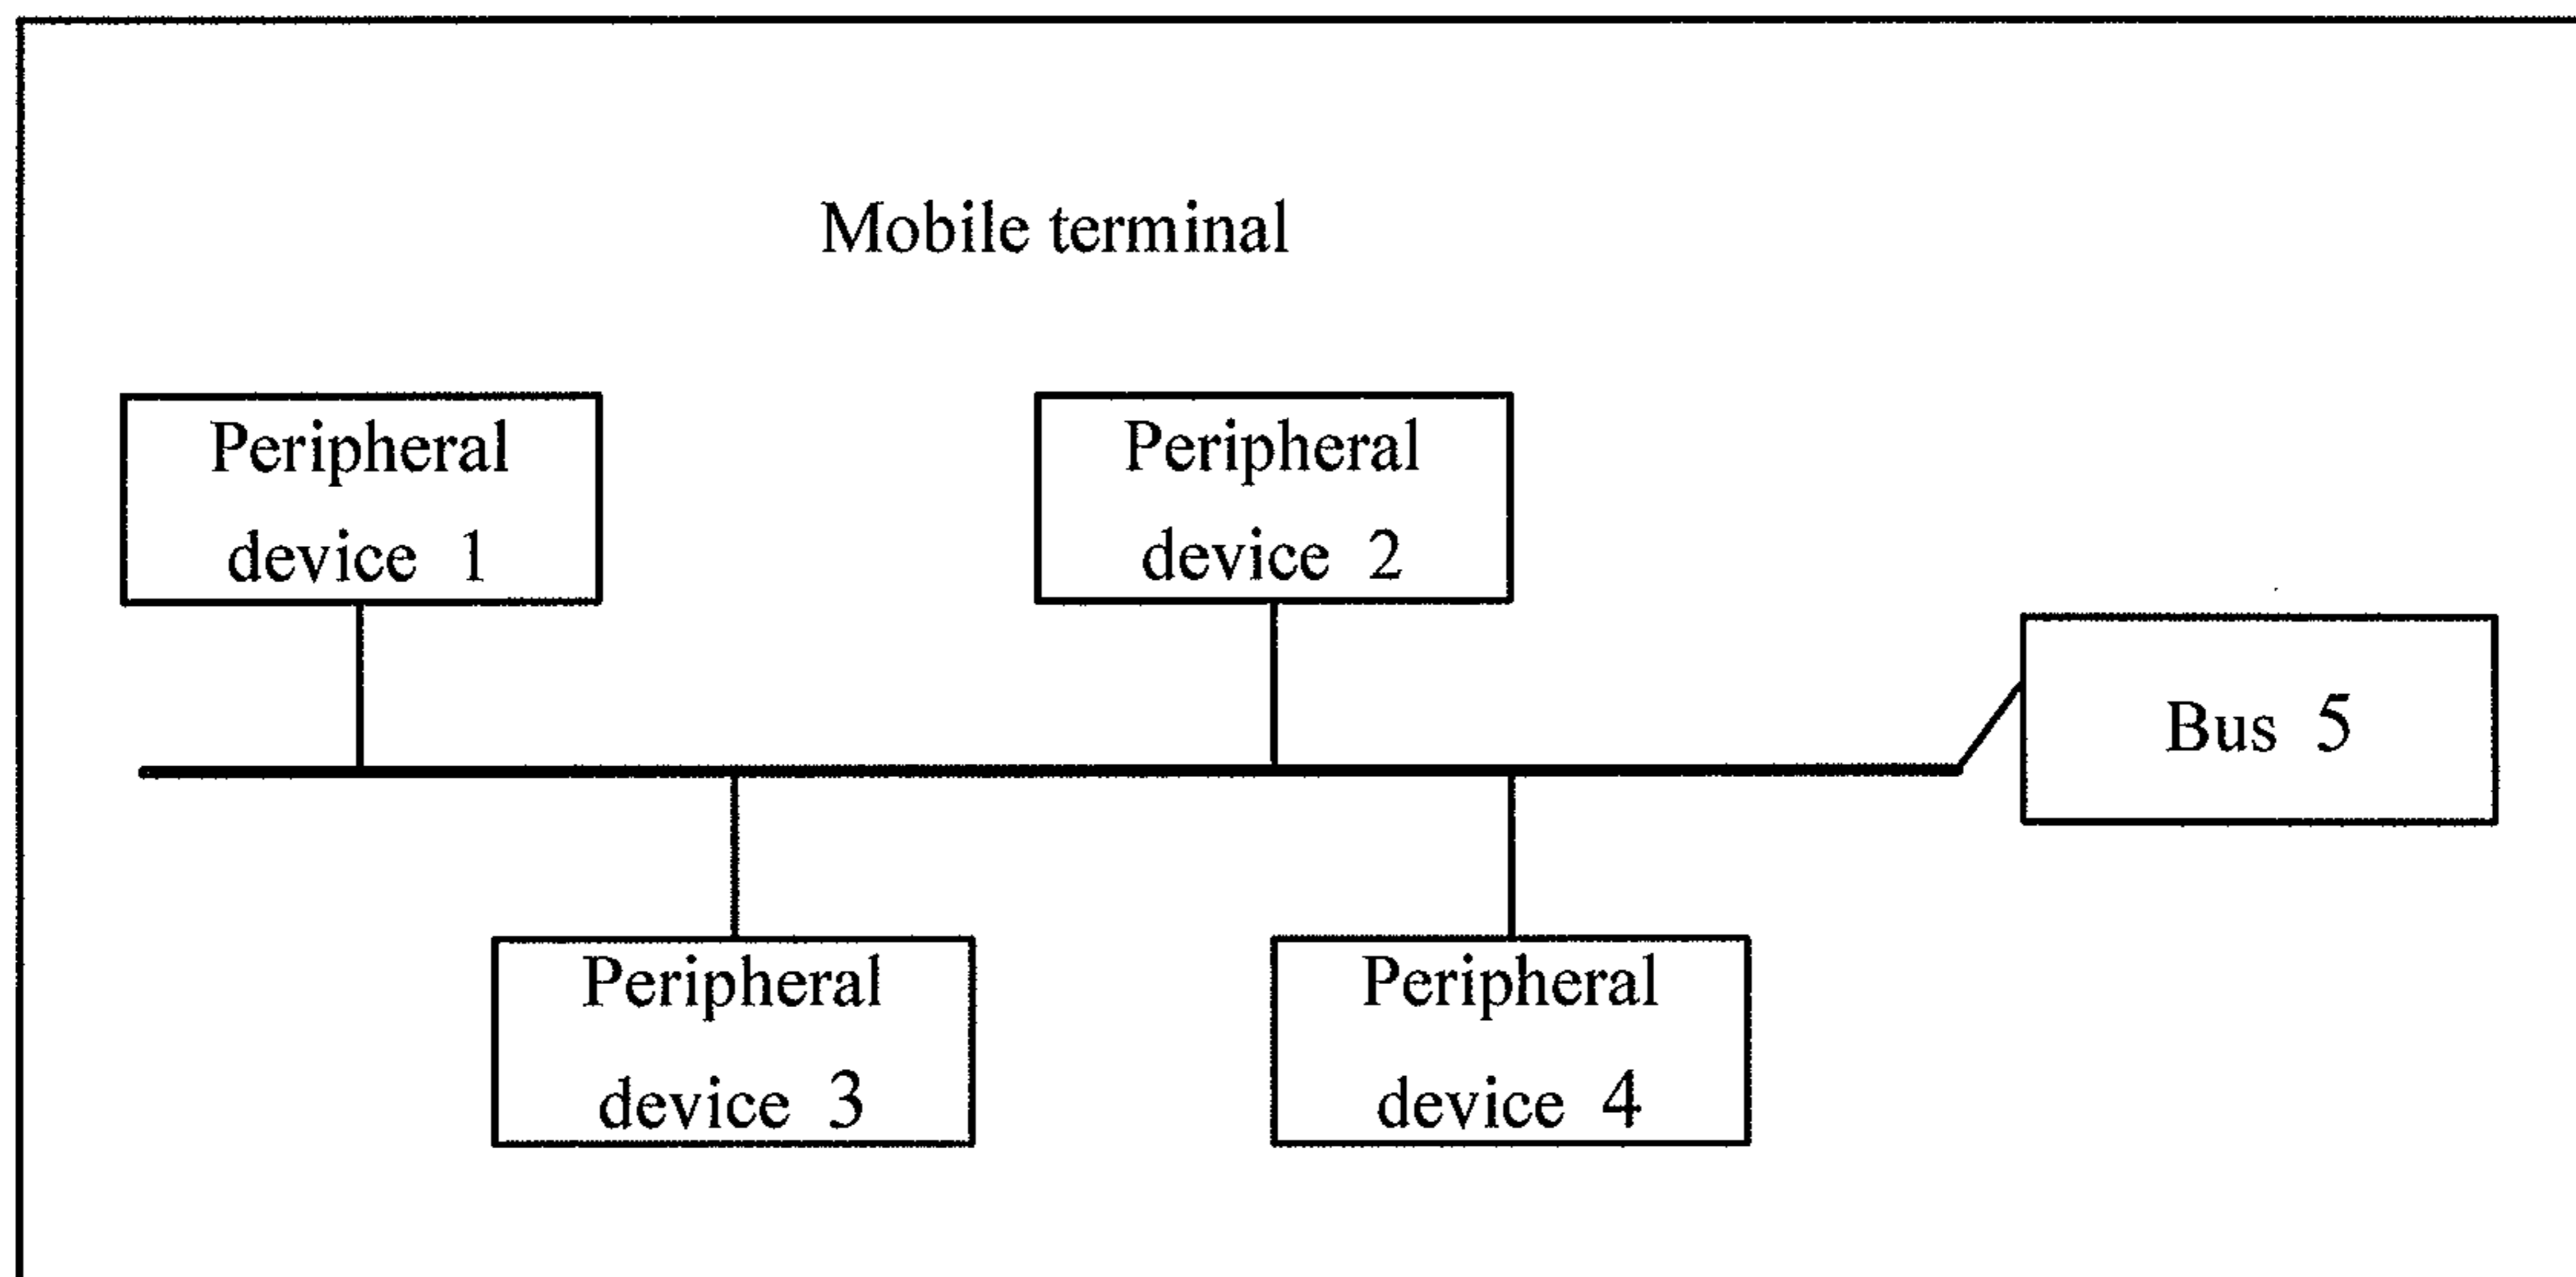 Mobile terminal
Peripheral
device 1
Peripheral
device 2
Bus 5
Peripheral
device 3
Peripheral
device 4